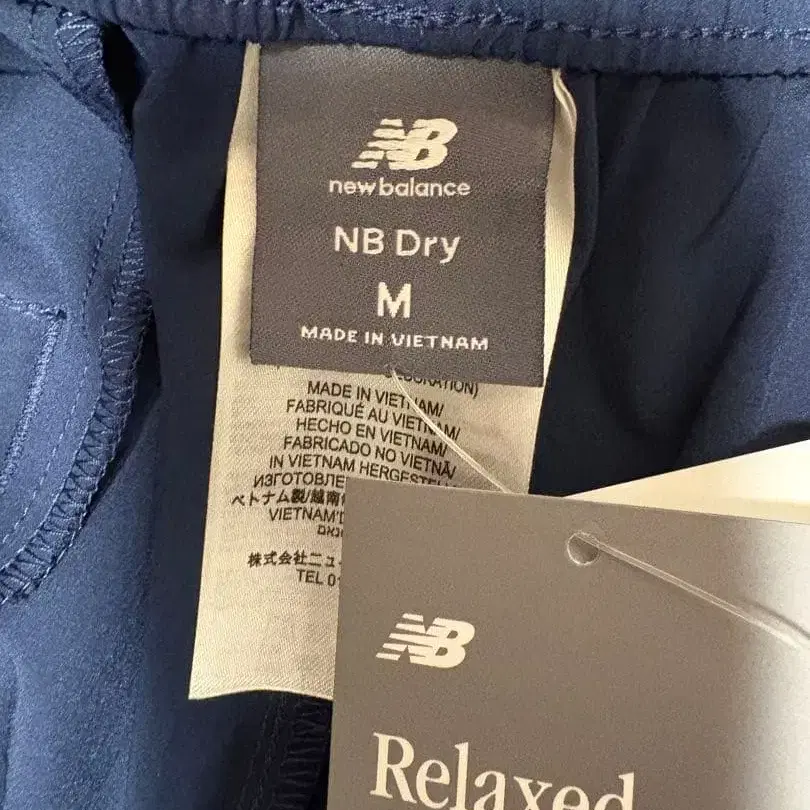 NB
new balance
NB Dry
M
MADE IN VIETNAM
MADE IN VIETNAM/
FABRIQUÉ AU VIETNAM/
HECHO EN VIETNAM/
FABRICADO NO VIETNÃ/
IN VIETNAM HERGESTEL
ИЗГОТОВЛЕ
ベトナム製/越南
VIETNAM'D
株式会社ニュ
TEL 01
NB
Relaxed